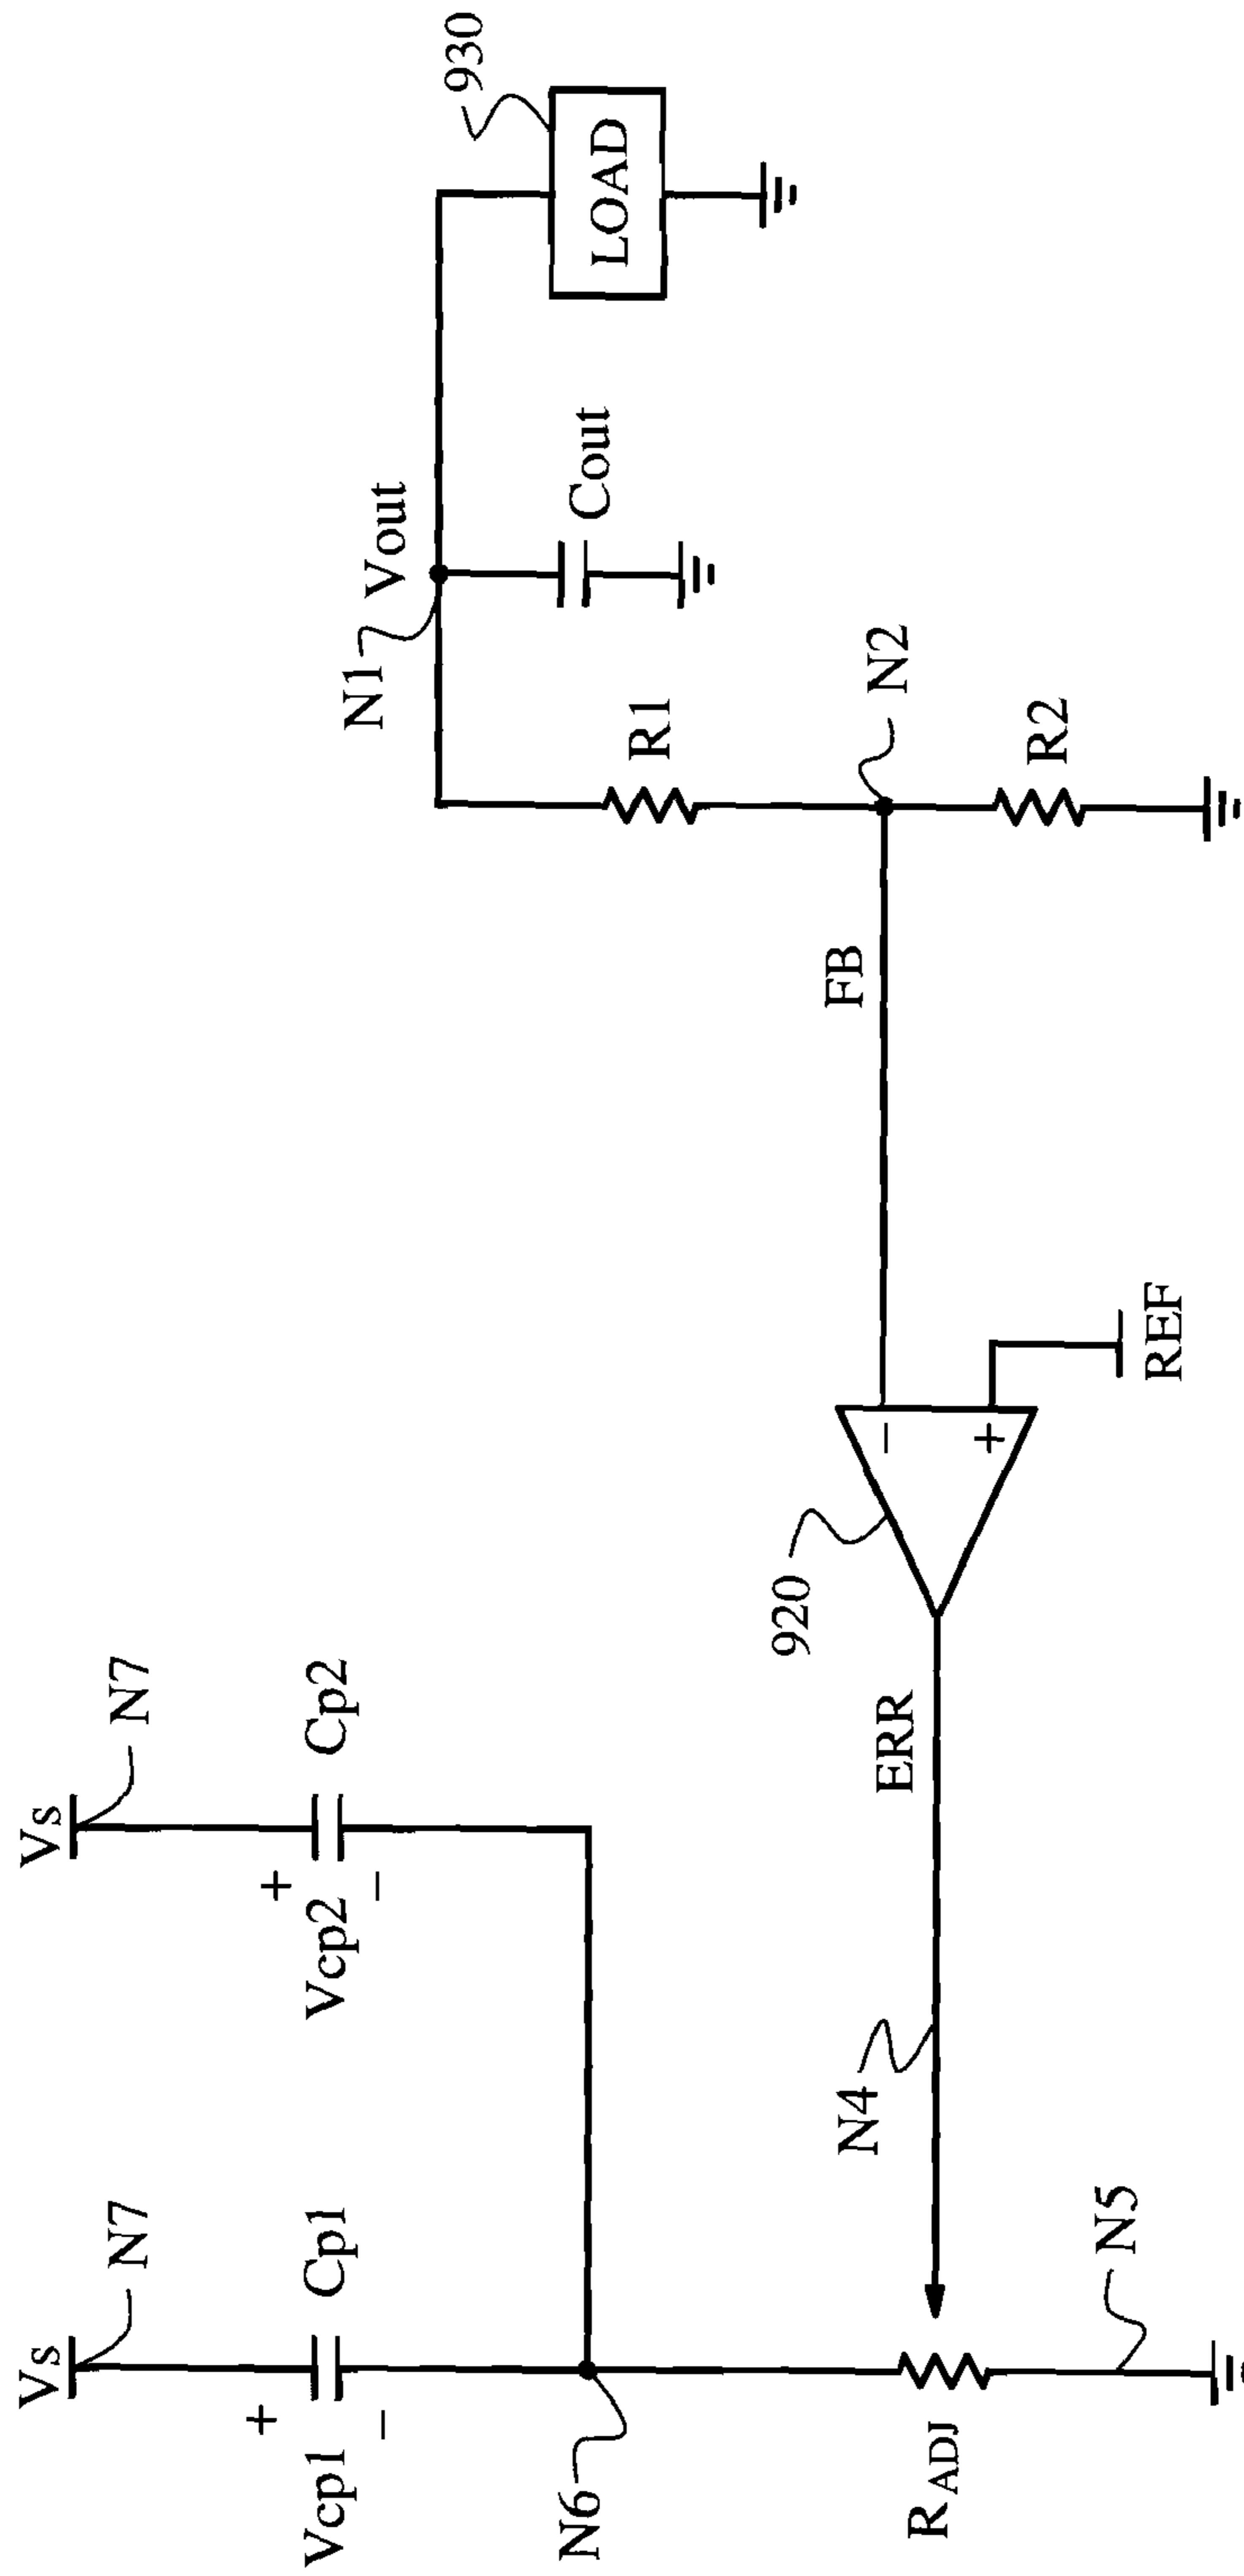 Vs
N7
Vcp1
+
−
Cp1
Vs
N7
Vcp2
+
−
Cp2
N6
R ADJ
N5
N4
ERR
920
−
+
REF
FB
N1
Vout
R1
N2
R2
Cout
930
LOAD